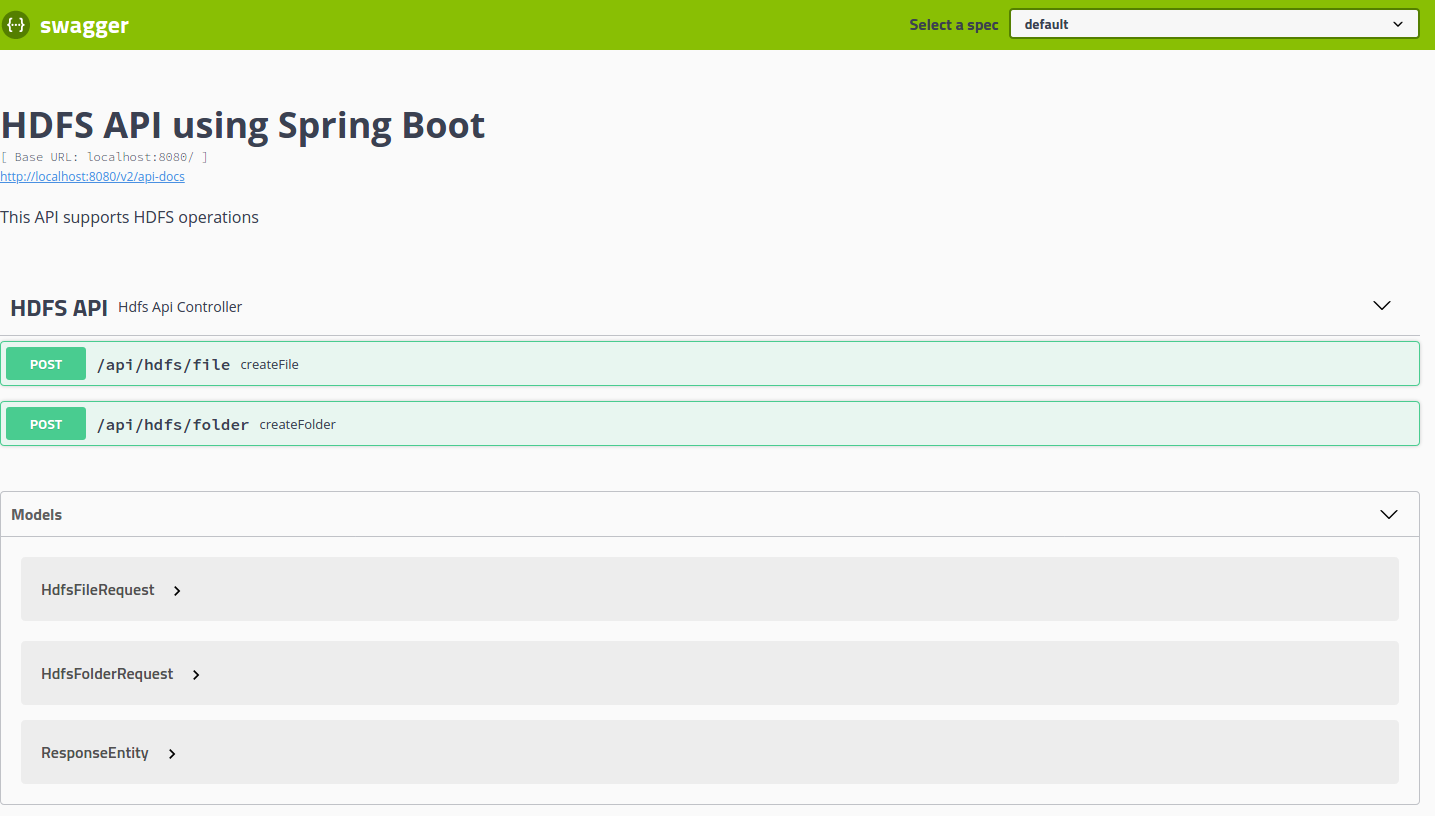 {···} swagger Select a spec default
HDFS API using Spring Boot
[ Base URL: localhost:8080/ ]
http://localhost:8080/v2/api-docs
This API supports HDFS operations
HDFS API Hdfs Api Controller
POST /api/hdfs/file createFile
POST /api/hdfs/folder createFolder
Models
HdfsFileRequest
HdfsFolderRequest
ResponseEntity